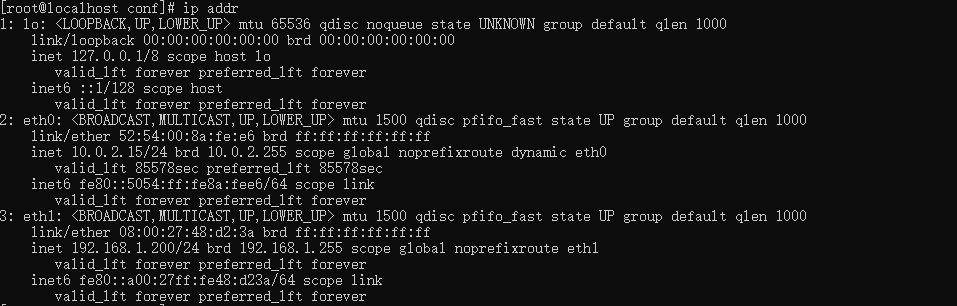 [root@localhost conf]# ip addr
1: lo: <LOOPBACK,UP,LOWER_UP> mtu 65536 qdisc noqueue state UNKNOWN group default qlen 1000
    link/loopback 00:00:00:00:00:00 brd 00:00:00:00:00:00
    inet 127.0.0.1/8 scope host lo
       valid_lft forever preferred_lft forever
    inet6 ::1/128 scope host
       valid_lft forever preferred_lft forever
2: eth0: <BROADCAST,MULTICAST,UP,LOWER_UP> mtu 1500 qdisc pfifo_fast state UP group default qlen 1000
    link/ether 52:54:00:8a:fe:e6 brd ff:ff:ff:ff:ff:ff
    inet 10.0.2.15/24 brd 10.0.2.255 scope global noprefixroute dynamic eth0
       valid_lft 85578sec preferred_lft 85578sec
    inet6 fe80::5054:ff:fe8a:fee6/64 scope link
       valid_lft forever preferred_lft forever
3: eth1: <BROADCAST,MULTICAST,UP,LOWER_UP> mtu 1500 qdisc pfifo_fast state UP group default qlen 1000
    link/ether 08:00:27:48:d2:3a brd ff:ff:ff:ff:ff:ff
    inet 192.168.1.200/24 brd 192.168.1.255 scope global noprefixroute eth1
       valid_lft forever preferred_lft forever
    inet6 fe80::a00:27ff:fe48:d23a/64 scope link
       valid_lft forever preferred_lft forever